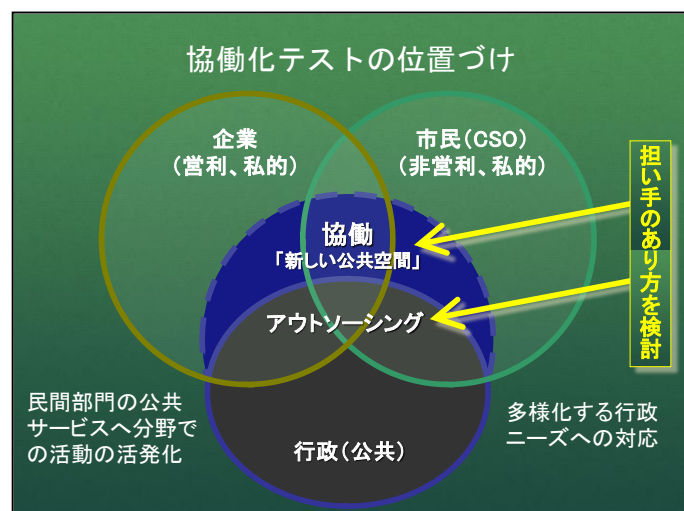 協働化テストの位置づけ
企業
（営利、私的）
市民（CSO）
（非営利、私的）
担い手のあり方を検討
協働
「新しい公共空間」
アウトソーシング
民間部門の公共
サービスへ分野で
の活動の活発化
多様化する行政
ニーズへの対応
行政（公共）